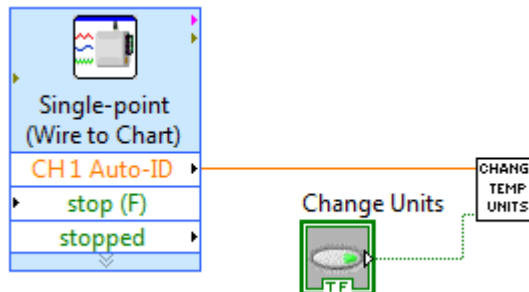 Single-point
(Wire to Chart)
CH 1 Auto-ID
stop (F)
stopped
Change Units
TF
CHANG
TEMP
UNITS